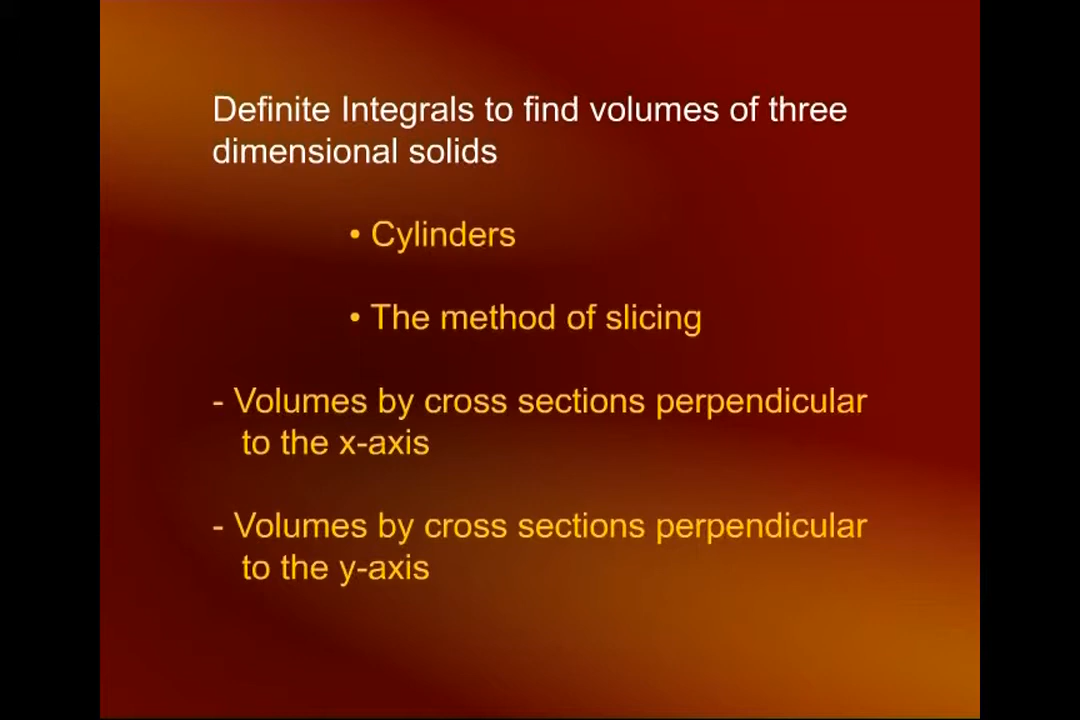 Definite Integrals to find volumes of three
dimensional solids
• Cylinders
• The method of slicing
- Volumes by cross sections perpendicular
to the x-axis
- Volumes by cross sections perpendicular
to the y-axis